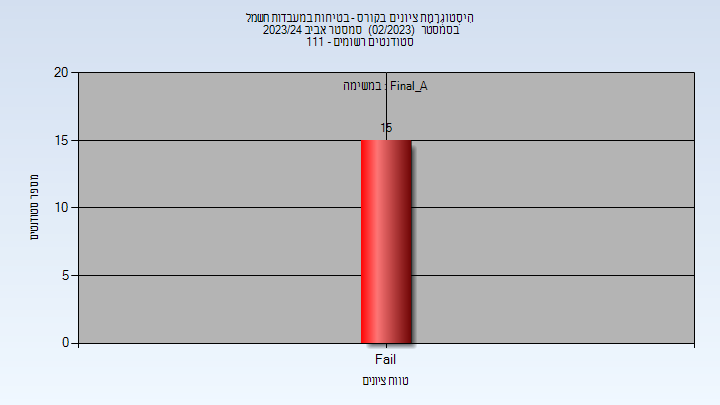 היסטוגרמת ציונים בקורס - בטיחות במעבדות חשמל
בסמסטר (02/2023) סמסטר אביב 2023/24
סטודנטים רשומים - 111
במשימה : Final_A
15
20
15
10
5
0
מספר סטודנטים
Fail
טווח ציונים